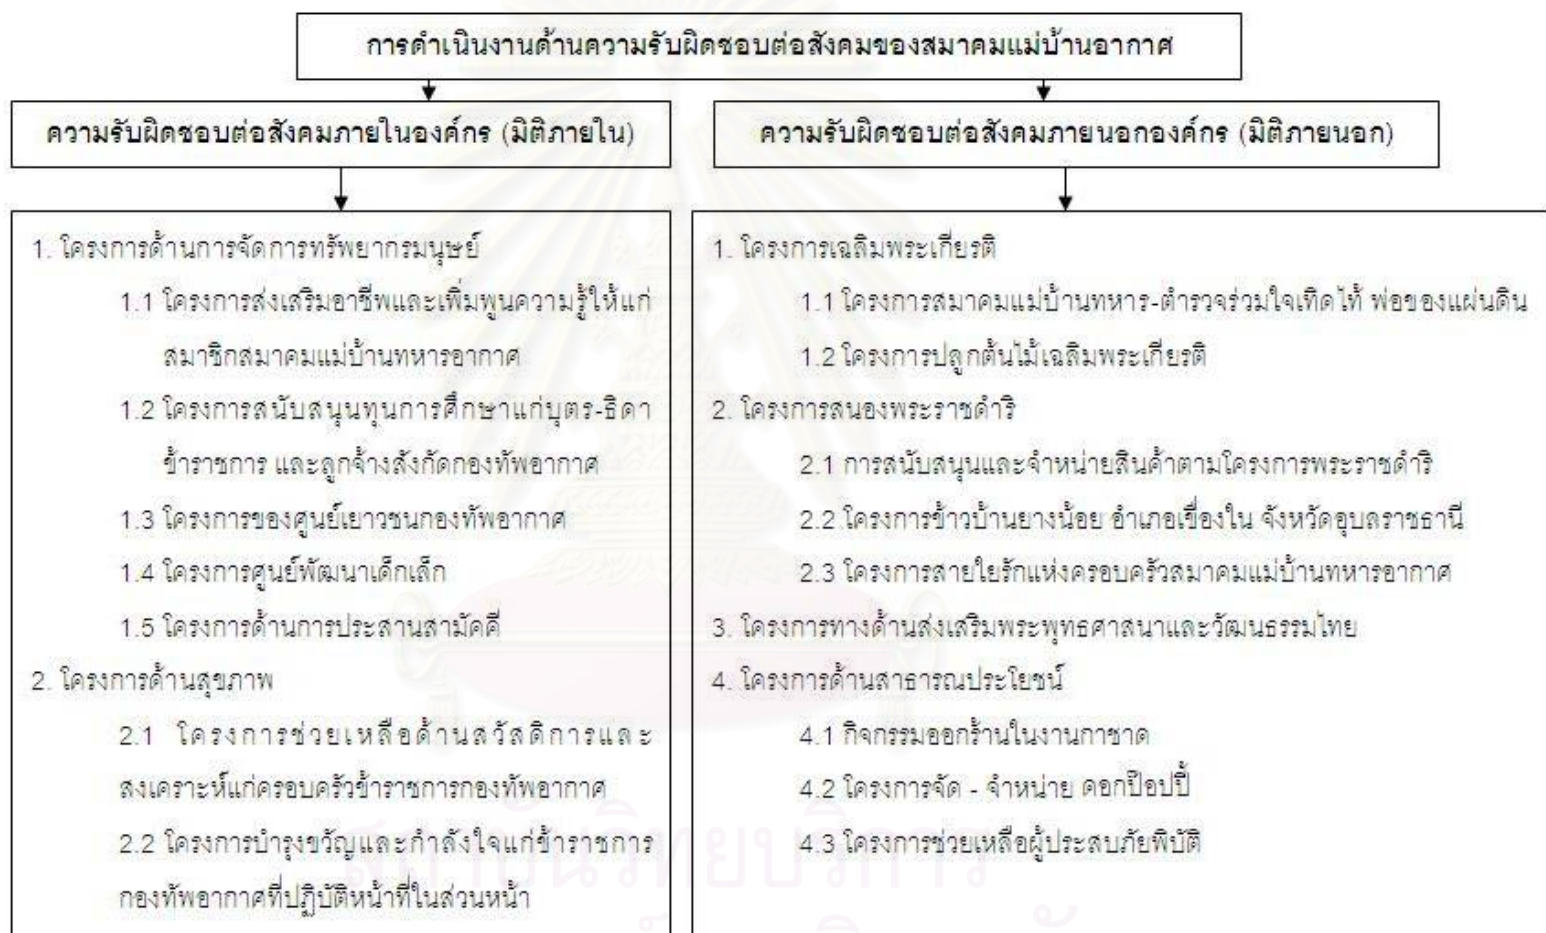 การดำเนินงานด้านความรับผิดชอบต่อสังคมของสมาคมแม่บ้านอากาศ
ความรับผิดชอบต่อสังคมภายในองค์กร (มิติภายใน)
ความรับผิดชอบต่อสังคมภายนอกองค์กร (มิติภายนอก)
1. โครงการด้านการจัดการทรัพยากรมนุษย์
1.1 โครงการส่งเสริมอาชีพและเพิ่มพูนความรู้ให้แก่
สมาชิกสมาคมแม่บ้านทหารอากาศ
1.2 โครงการสนับสนุนทุนการศึกษาแก่บุตร-ธิดา
ข้าราชการ และลูกจ้างสังกัดกองทัพอากาศ
1.3 โครงการของศูนย์เยาวชนกองทัพอากาศ
1.4 โครงการศูนย์พัฒนาเด็กเล็ก
1.5 โครงการด้านการประสานสามัคคี
2. โครงการด้านสุขภาพ
2.1 โครงการช่วยเหลือด้านสวัสดิการและ
สงเคราะห์แก่ครอบครัวข้าราชการกองทัพอากาศ
2.2 โครงการบำรุงขวัญและกำลังใจแก่ข้าราชการ
กองทัพอากาศที่ปฏิบัติหน้าที่ในส่วนหน้า
1. โครงการเฉลิมพระเกียรติ
1.1 โครงการสมาคมแม่บ้านทหาร-ตำรวจร่วมใจเทิดไท้ พ่อของแผ่นดิน
1.2 โครงการปลูกต้นไม้เฉลิมพระเกียรติ
2. โครงการสนองพระราชดำริ
2.1 การสนับสนุนและจำหน่ายสินค้าตามโครงการพระราชดำริ
2.2 โครงการข้าวบ้านยางน้อย อำเภอเขื่องใน จังหวัดอุบลราชธานี
2.3 โครงการสายใยรักแห่งครอบครัวสมาคมแม่บ้านทหารอากาศ
3. โครงการทางด้านส่งเสริมพระพุทธศาสนาและวัฒนธรรมไทย
4. โครงการด้านสาธารณประโยชน์
4.1 กิจกรรมออกร้านในงานกาชาด
4.2 โครงการจัด - จำหน่าย ดอกป๊อปปี้
4.3 โครงการช่วยเหลือผู้ประสบภัยพิบัติ
สถาบันวิทยบริการ